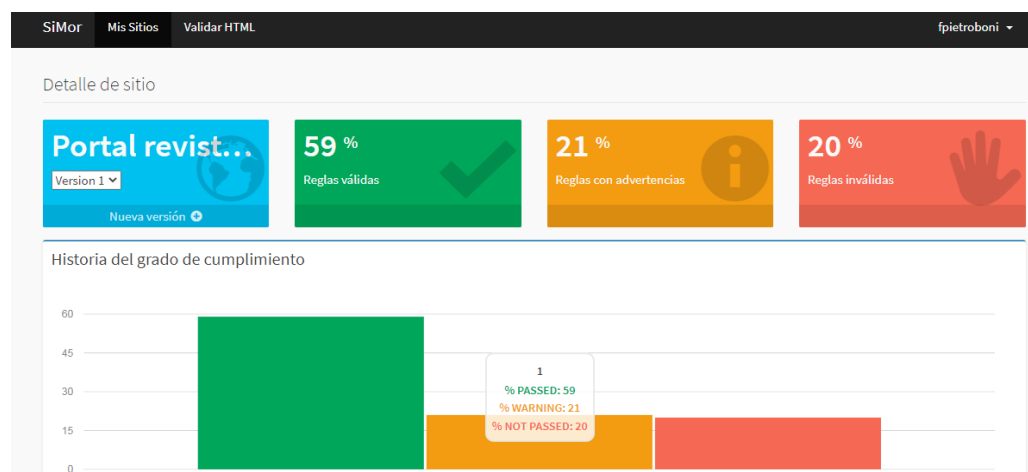 SiMor Mis Sitios Validar HTML fpietroboni
Detalle de sitio
Portal revist...
Version 1
Nueva versión
59 %
Reglas válidas
21 %
Reglas con advertencias
20 %
Reglas inválidas
Historia del grado de cumplimiento
60
45
30
15
0
1
% PASSED: 59
% WARNING: 21
% NOT PASSED: 20